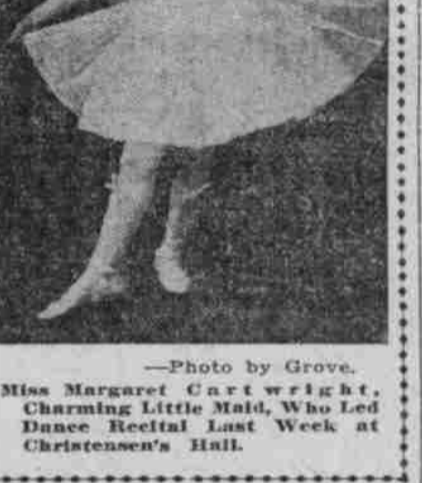 —Photo by Grove.
Miss Margaret Cartwright,
Charming Little Maid, Who Led
Dance Recital Last Week at
Christensen's Hall.